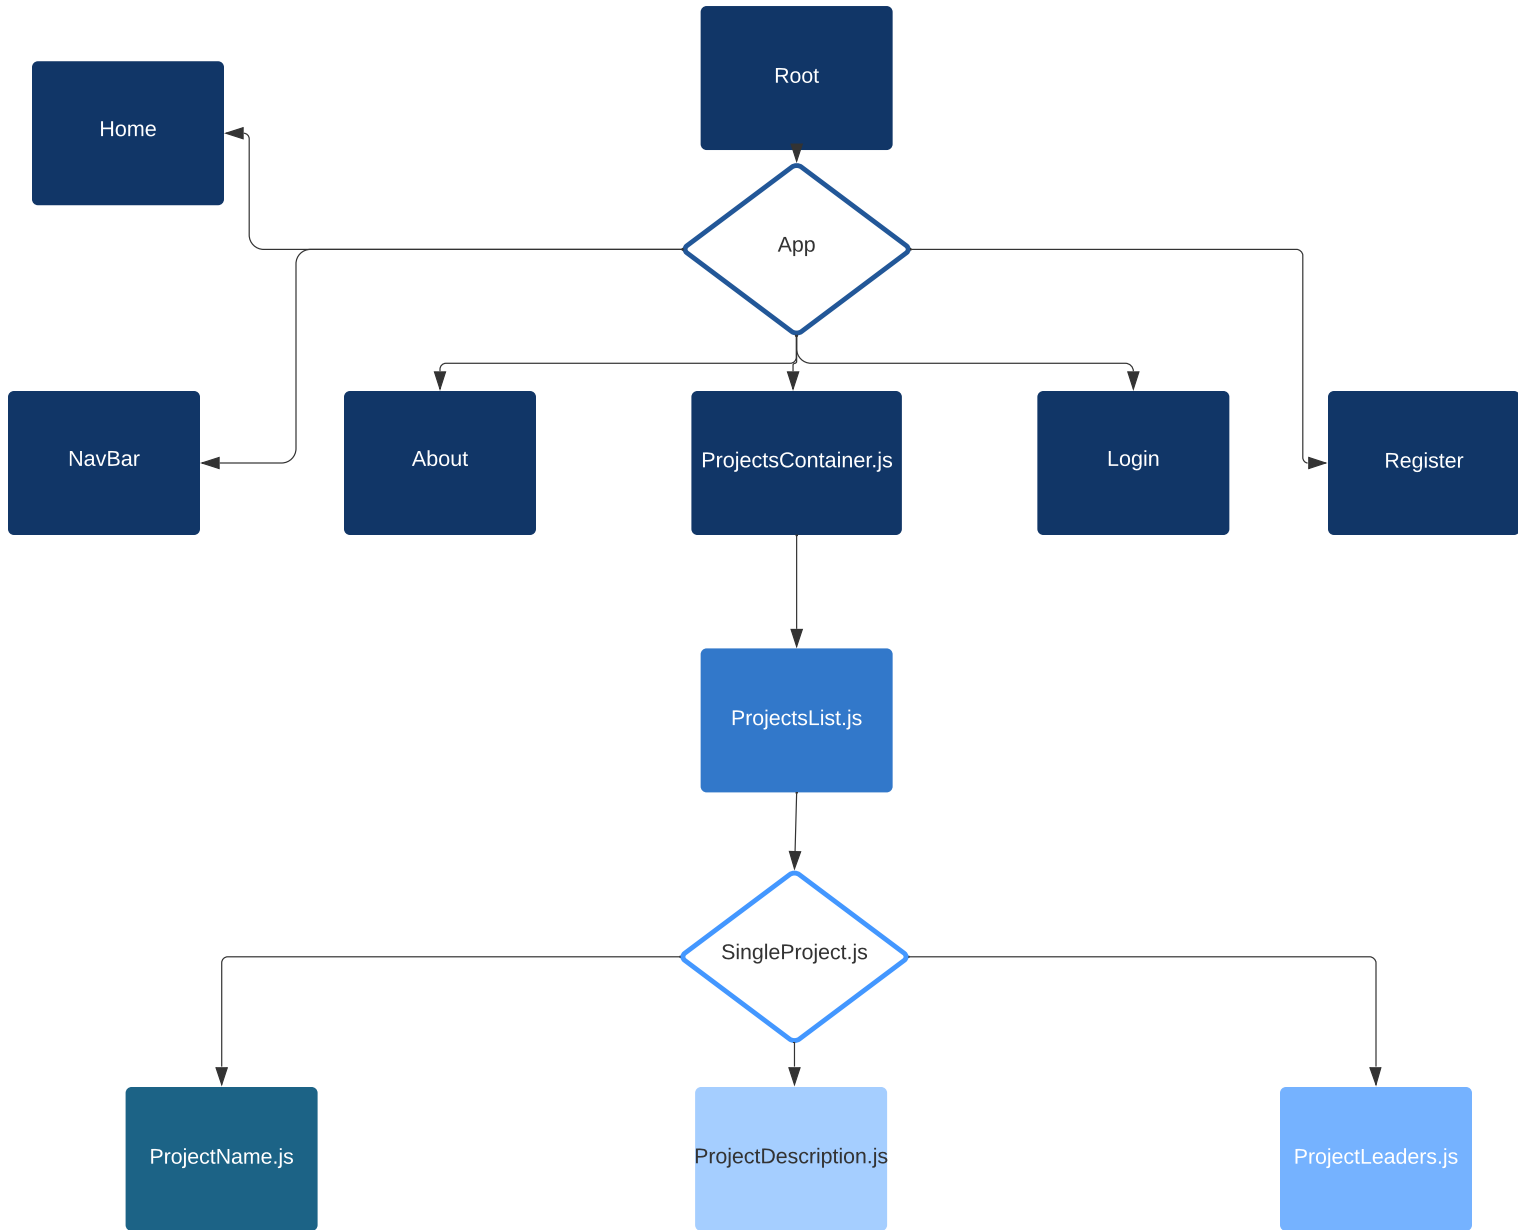 Root
Home
App
NavBar
About
ProjectsContainer.js
Login
Register
ProjectsList.js
SingleProject.js
ProjectName.js
ProjectDescription.js
ProjectLeaders.js